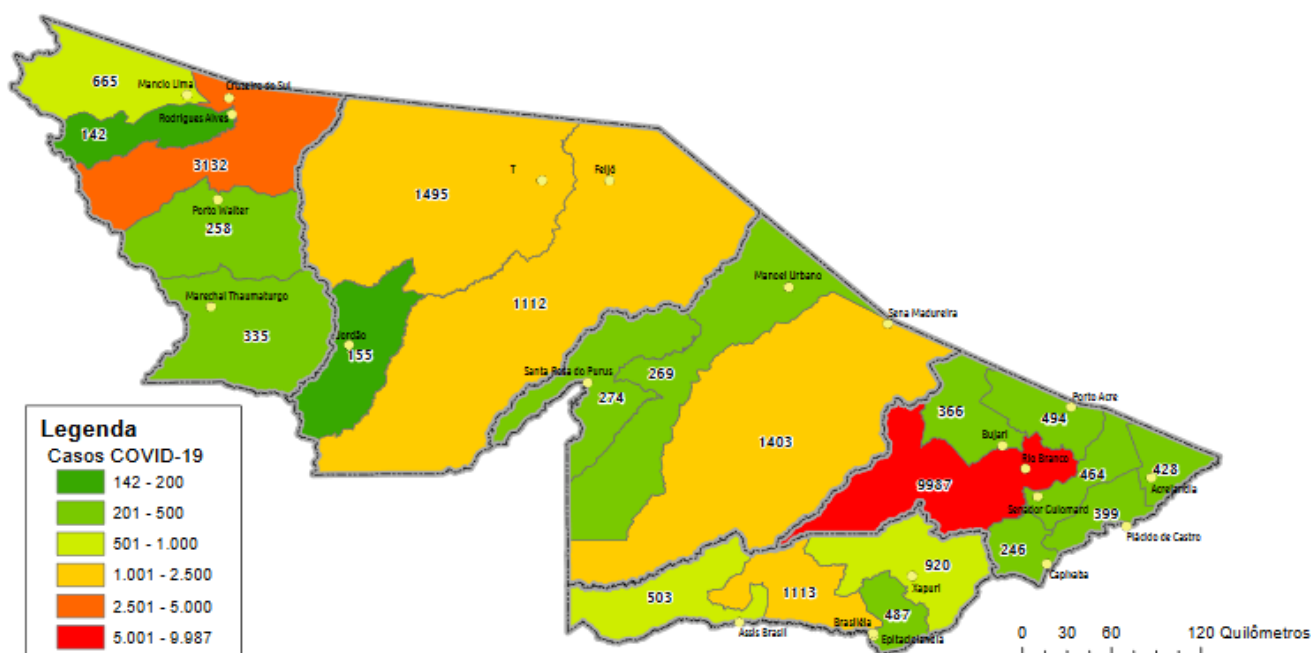 665
Mancio Lima
Cruzeiro do Sul
Rodrigues Alves
142
3132
Porto Walter
258
Marechal Thaumaturgo
335
1495
T
Feijó
1112
Jordão
155
Manoel Urbano
Sena Madureira
Santa Rosa do Purus
269
274
1403
366
494
Porto Acre
Bujari
Rio Branco
9987
464
428
Acrelandia
Senador Guiomard
399
Plácido de Castro
246
Capixaba
920
Xapuri
503
1113
487
Assis Brasil
Brasiléia
Epitaciolandia
Legenda
Casos COVID-19
142 - 200
201 - 500
501 - 1.000
1.001 - 2.500
2.501 - 5.000
5.001 - 9.987
0 30 60 120 Quilômetros